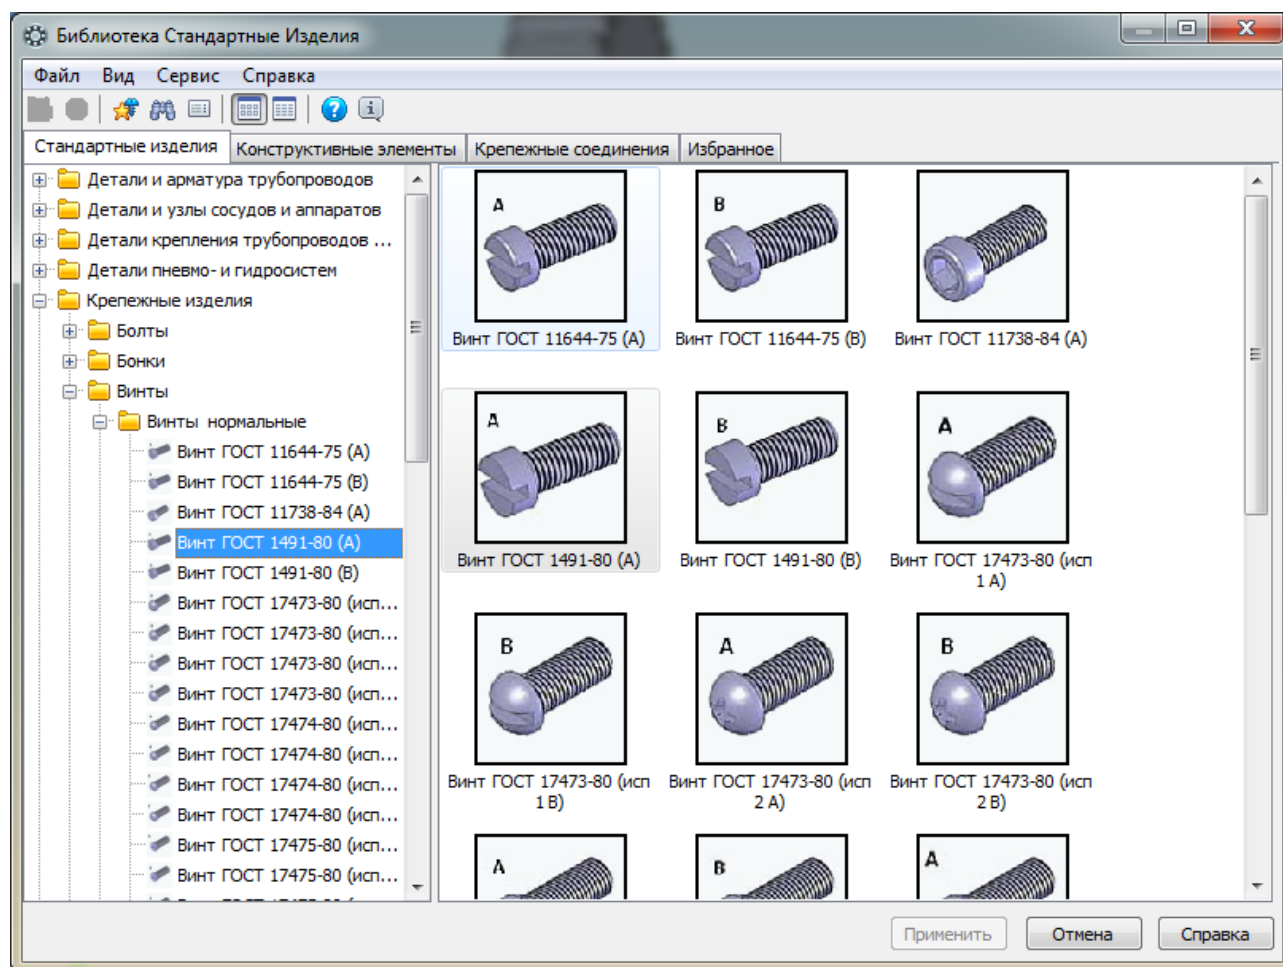 Библиотека Стандартные Изделия
Файл Вид Сервис Справка
Стандартные изделия Конструктивные элементы Крепежные соединения Избранное
Детали и арматура трубопроводов
Детали и узлы сосудов и аппаратов
Детали крепления трубопроводов ...
Детали пневмо- и гидросистем
Крепежные изделия
Болты
Бонки
Винты
Винты нормальные
Винт ГОСТ 11644-75 (A)
Винт ГОСТ 11644-75 (B)
Винт ГОСТ 11738-84 (A)
Винт ГОСТ 1491-80 (A)
Винт ГОСТ 1491-80 (B)
Винт ГОСТ 17473-80 (исп...
Винт ГОСТ 17473-80 (исп...
Винт ГОСТ 17473-80 (исп...
Винт ГОСТ 17473-80 (исп...
Винт ГОСТ 17474-80 (исп...
Винт ГОСТ 17474-80 (исп...
Винт ГОСТ 17474-80 (исп...
Винт ГОСТ 17474-80 (исп...
Винт ГОСТ 17475-80 (исп...
Винт ГОСТ 17475-80 (исп...
A B
Винт ГОСТ 11644-75 (A) Винт ГОСТ 11644-75 (B) Винт ГОСТ 11738-84 (A)
A B A
Винт ГОСТ 1491-80 (A) Винт ГОСТ 1491-80 (B) Винт ГОСТ 17473-80 (исп
1 A)
B A B
Винт ГОСТ 17473-80 (исп Винт ГОСТ 17473-80 (исп Винт ГОСТ 17473-80 (исп
1 B) 2 A) 2 B)
A B A
Применить Отмена Справка